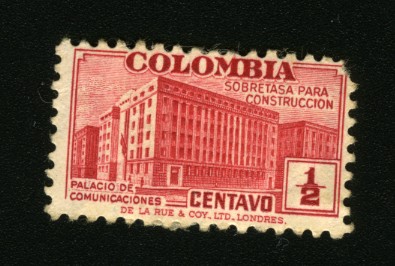 COLOMBIA
SOBRETASA PARA
CONSTRUCCION
PALACIO DE
COMUNICACIONES
CENTAVO
1/2
DE LA RUE & COY., LTD., LONDRES.